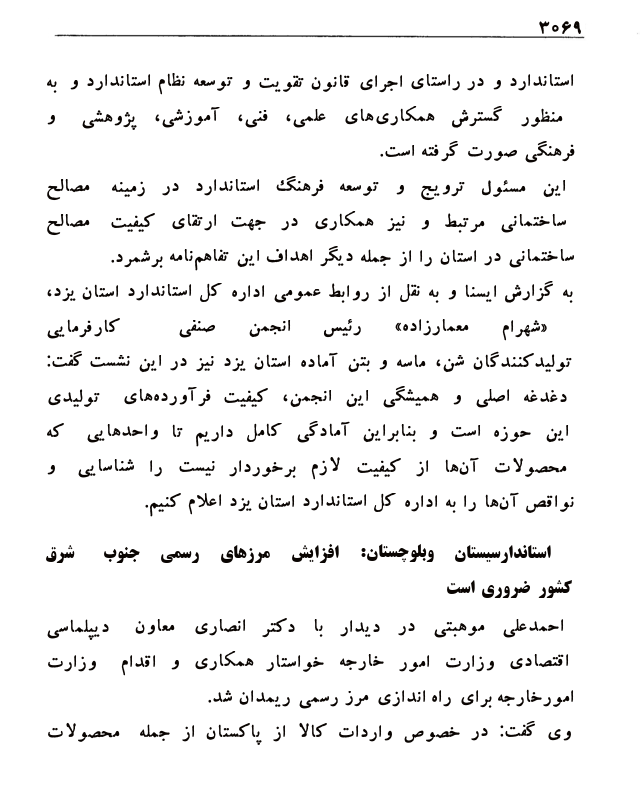 ۳۰۶۹
استاندارد و در راستای اجرای قانون تقویت و توسعه نظام استاندارد و به
منظور گسترش همکاری‌های علمی، فنی، آموزشی، پژوهشی و
فرهنگی صورت گرفته است.
این مسئول ترویج و توسعه فرهنگ استاندارد در زمینه مصالح
ساختمانی مرتبط و نیز همکاری در جهت ارتقای کیفیت مصالح
ساختمانی در استان را از جمله دیگر اهداف این تفاهم‌نامه برشمرد.
به گزارش ایسنا و به نقل از روابط عمومی اداره کل استاندارد استان یزد،
«شهرام معمارزاده» رئیس انجمن صنفی کارفرمایی
تولیدکنندگان شن، ماسه و بتن آماده استان یزد نیز در این نشست گفت:
دغدغه اصلی و همیشگی این انجمن، کیفیت فرآورده‌های تولیدی
این حوزه است و بنابراین آمادگی کامل داریم تا واحدهایی که
محصولات آن‌ها از کیفیت لازم برخوردار نیست را شناسایی و
نواقص آن‌ها را به اداره کل استاندارد استان یزد اعلام کنیم.
استاندارسیستان وبلوچستان: افزایش مرزهای رسمی جنوب شرق
کشور ضروری است
احمدعلی موهبتی در دیدار با دکتر انصاری معاون دیپلماسی
اقتصادی وزارت امور خارجه خواستار همکاری و اقدام وزارت
امورخارجه برای راه اندازی مرز رسمی ریمدان شد.
وی گفت: در خصوص واردات کالا از پاکستان از جمله محصولات